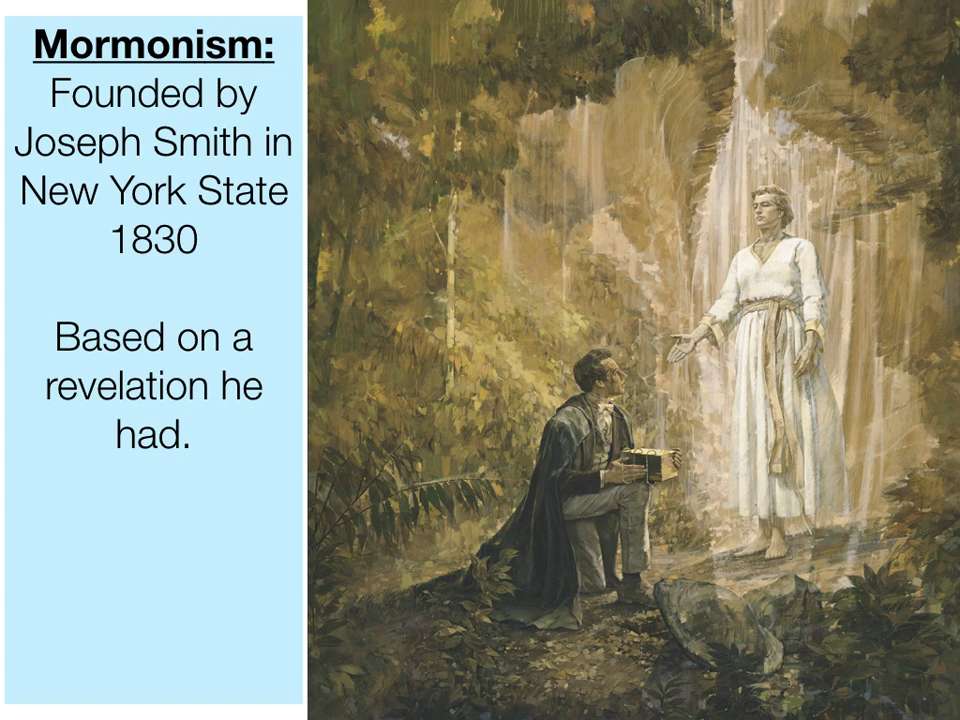 Mormonism:
Founded by
Joseph Smith in
New York State
1830
Based on a
revelation he
had.